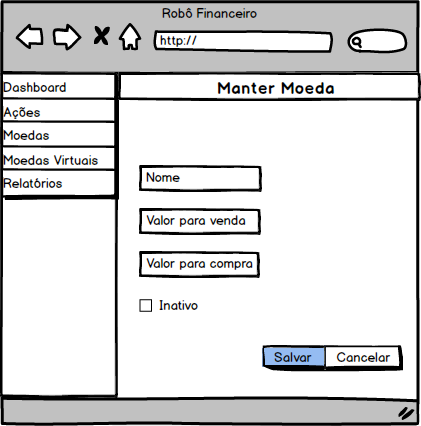 Robô Financeiro
http://
Dashboard
Ações
Moedas
Moedas Virtuais
Relatórios
Manter Moeda
Nome
Valor para venda
Valor para compra
Inativo
Salvar Cancelar